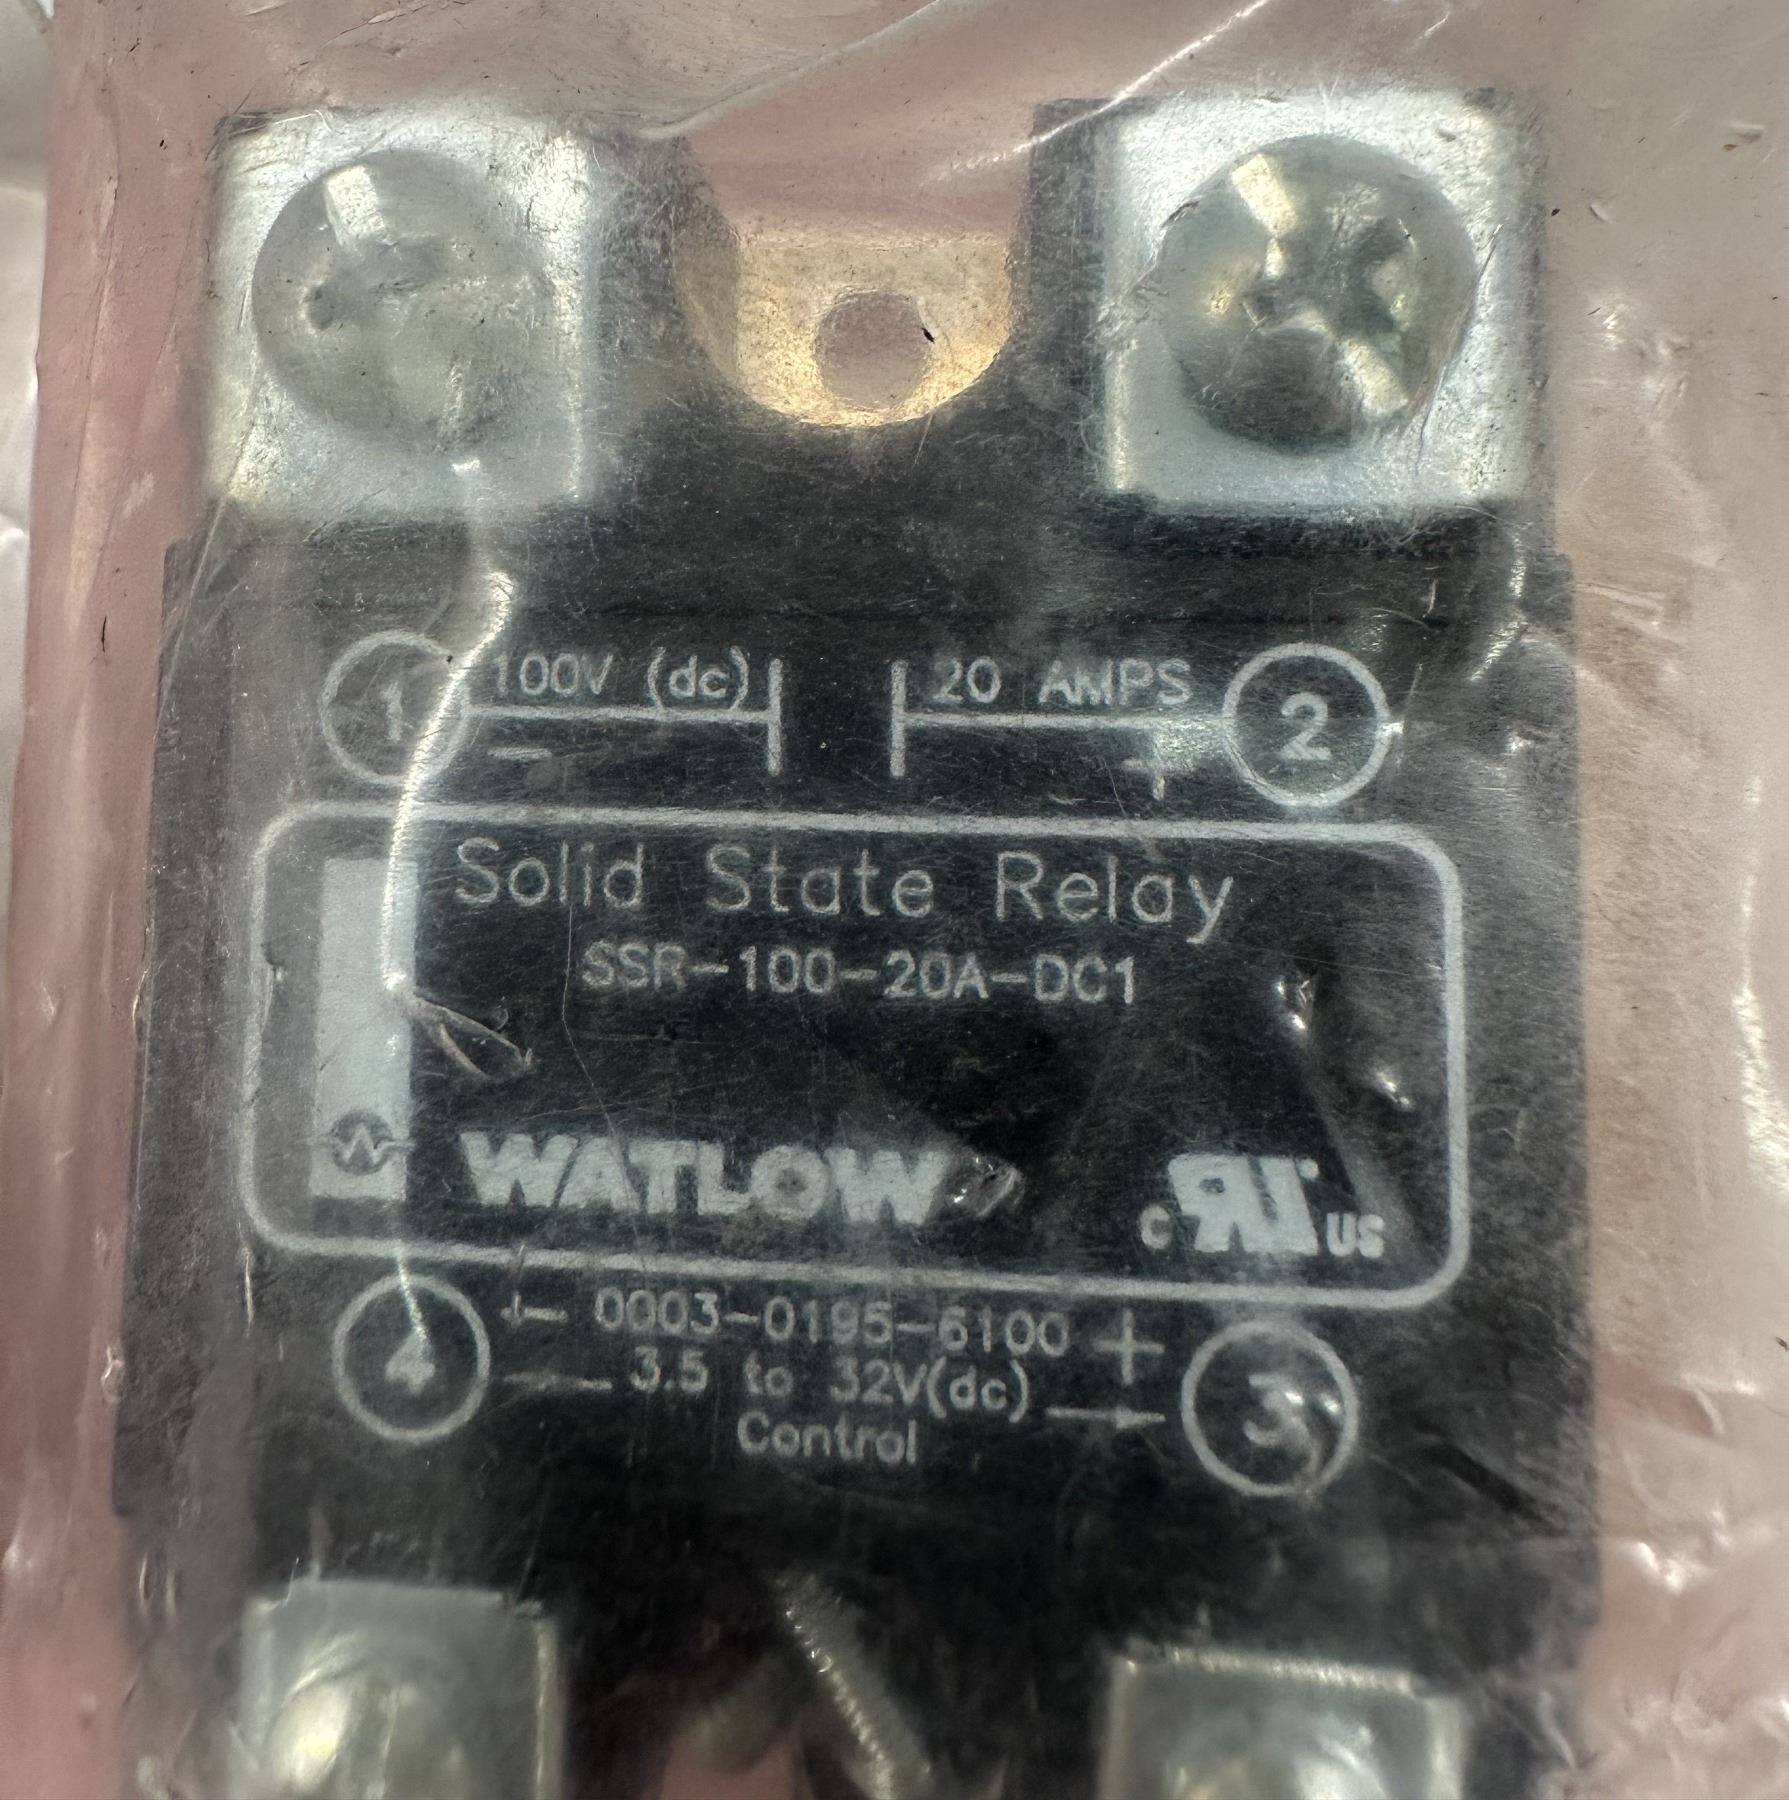 1 100V (dc) 20 AMPS 2
- +
Solid State Relay
SSR-100-20A-DC1
WATLOW
c RU US
4 - 0003-0195-6100 + 3
3.5 to 32V(dc)
Control